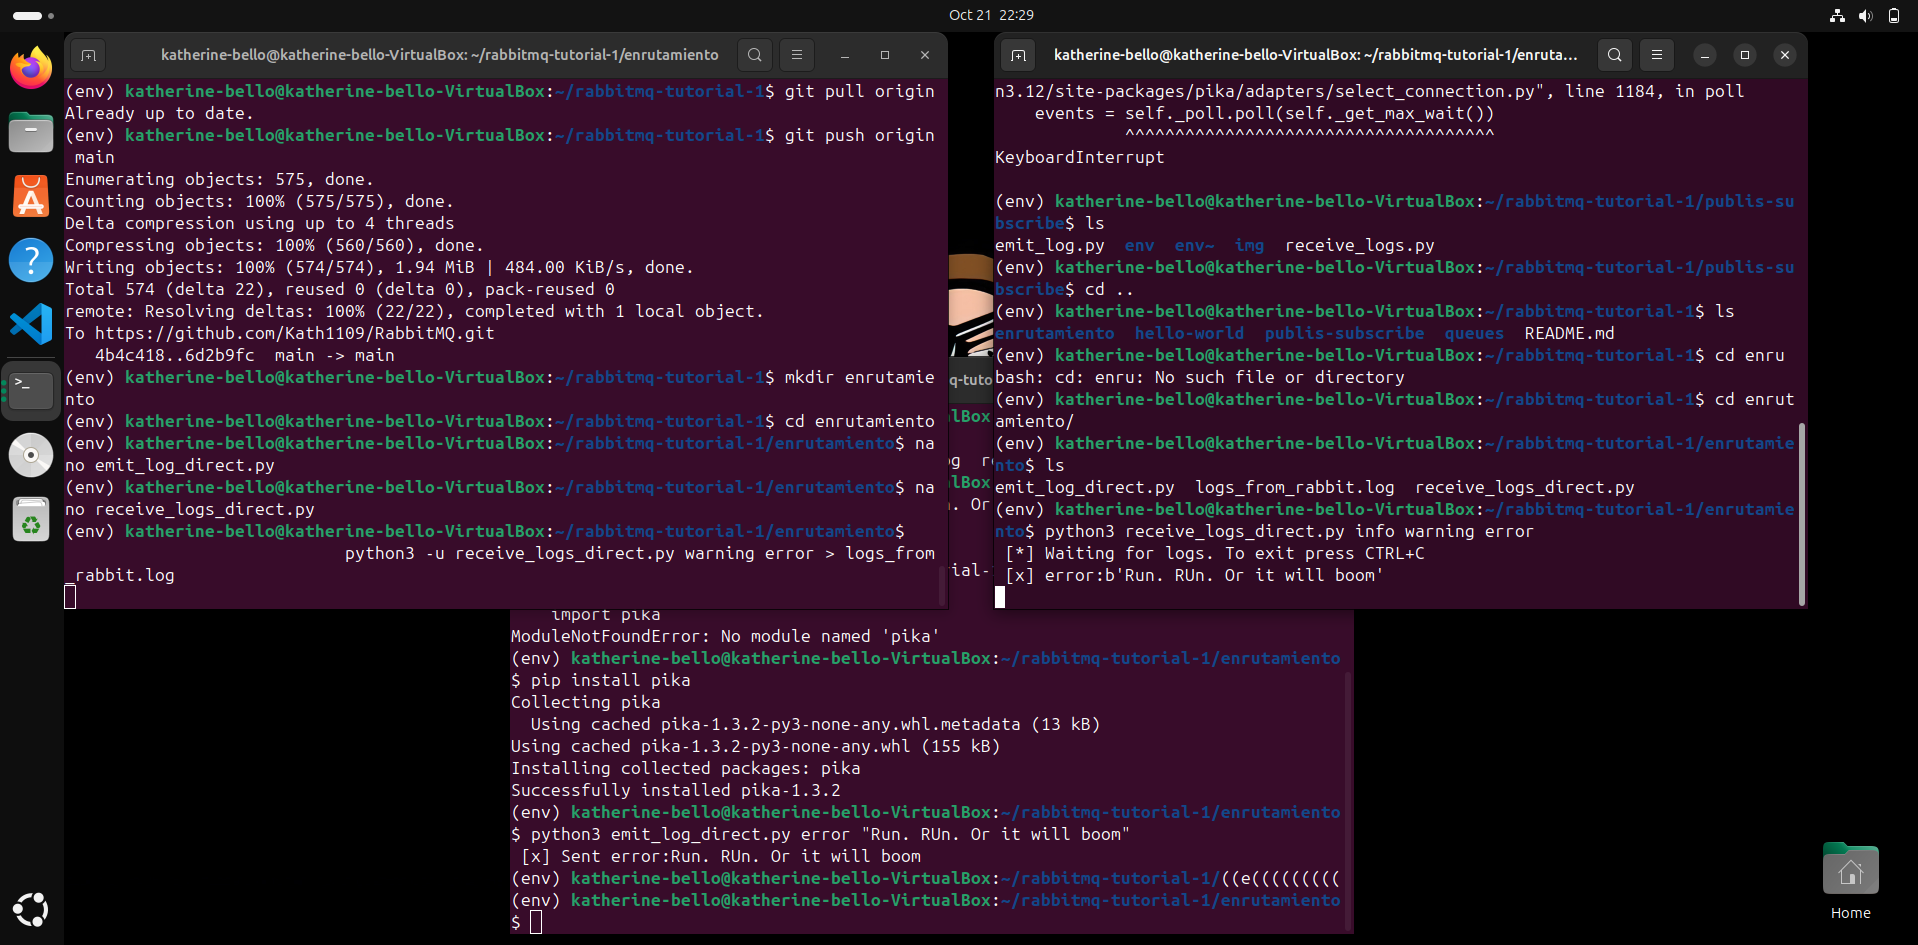 Oct 21 22:29
katherine-bello@katherine-bello-VirtualBox: ~/rabbitmq-tutorial-1/enrutamiento
(env) katherine-bello@katherine-bello-VirtualBox:~/rabbitmq-tutorial-1$ git pull origin
Already up to date.
(env) katherine-bello@katherine-bello-VirtualBox:~/rabbitmq-tutorial-1$ git push origin
main
Enumerating objects: 575, done.
Counting objects: 100% (575/575), done.
Delta compression using up to 4 threads
Compressing objects: 100% (560/560), done.
Writing objects: 100% (574/574), 1.94 MiB | 484.00 KiB/s, done.
Total 574 (delta 22), reused 0 (delta 0), pack-reused 0
remote: Resolving deltas: 100% (22/22), completed with 1 local object.
To https://github.com/Kath1109/RabbitMQ.git
4b4c418..6d2b9fc  main -> main
(env) katherine-bello@katherine-bello-VirtualBox:~/rabbitmq-tutorial-1$ mkdir enrutamie
nto
(env) katherine-bello@katherine-bello-VirtualBox:~/rabbitmq-tutorial-1$ cd enrutamiento
(env) katherine-bello@katherine-bello-VirtualBox:~/rabbitmq-tutorial-1/enrutamiento$ na
no emit_log_direct.py
(env) katherine-bello@katherine-bello-VirtualBox:~/rabbitmq-tutorial-1/enrutamiento$ na
no receive_logs_direct.py
(env) katherine-bello@katherine-bello-VirtualBox:~/rabbitmq-tutorial-1/enrutamiento$
python3 -u receive_logs_direct.py warning error > logs_from
_rabbit.log
katherine-bello@katherine-bello-VirtualBox: ~/rabbitmq-tutorial-1/enruta...
n3.12/site-packages/pika/adapters/select_connection.py", line 1184, in poll
events = self._poll.poll(self._get_max_wait())
^^^^^^^^^^^^^^^^^^^^^^^^^^^^^^^^^^^^^
KeyboardInterrupt
(env) katherine-bello@katherine-bello-VirtualBox:~/rabbitmq-tutorial-1/publis-su
bscribe$ ls
emit_log.py  env  env~  img  receive_logs.py
(env) katherine-bello@katherine-bello-VirtualBox:~/rabbitmq-tutorial-1/publis-su
bscribe$ cd ..
(env) katherine-bello@katherine-bello-VirtualBox:~/rabbitmq-tutorial-1$ ls
enrutamiento  hello-world  publis-subscribe  queues  README.md
(env) katherine-bello@katherine-bello-VirtualBox:~/rabbitmq-tutorial-1$ cd enru
bash: cd: enru: No such file or directory
(env) katherine-bello@katherine-bello-VirtualBox:~/rabbitmq-tutorial-1$ cd enrut
amiento/
(env) katherine-bello@katherine-bello-VirtualBox:~/rabbitmq-tutorial-1/enrutamie
nto$ ls
emit_log_direct.py  logs_from_rabbit.log  receive_logs_direct.py
(env) katherine-bello@katherine-bello-VirtualBox:~/rabbitmq-tutorial-1/enrutamie
nto$ python3 receive_logs_direct.py info warning error
[*] Waiting for logs. To exit press CTRL+C
[x] error:b'Run. RUn. Or it will boom'
import pika
ModuleNotFoundError: No module named 'pika'
(env) katherine-bello@katherine-bello-VirtualBox:~/rabbitmq-tutorial-1/enrutamiento
$ pip install pika
Collecting pika
Using cached pika-1.3.2-py3-none-any.whl.metadata (13 kB)
Using cached pika-1.3.2-py3-none-any.whl (155 kB)
Installing collected packages: pika
Successfully installed pika-1.3.2
(env) katherine-bello@katherine-bello-VirtualBox:~/rabbitmq-tutorial-1/enrutamiento
$ python3 emit_log_direct.py error "Run. RUn. Or it will boom"
[x] Sent error:Run. RUn. Or it will boom
(env) katherine-bello@katherine-bello-VirtualBox:~/rabbitmq-tutorial-1/((e(((((((((
(env) katherine-bello@katherine-bello-VirtualBox:~/rabbitmq-tutorial-1/enrutamiento
$
Home